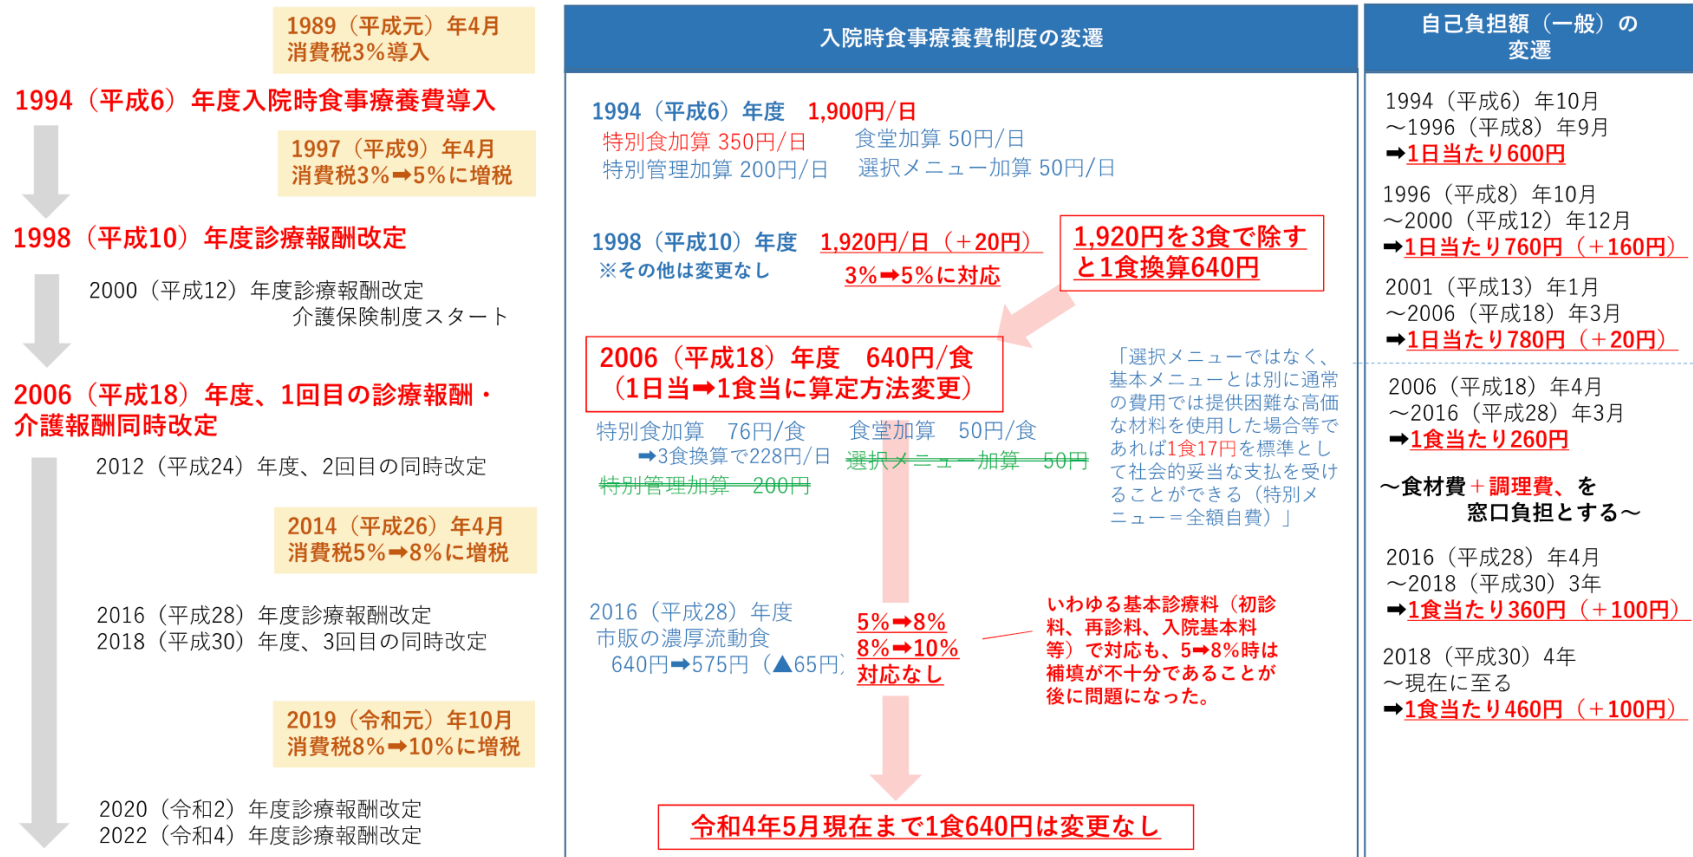 1989（平成元）年4月
消費税3%導入
1994（平成6）年度入院時食事療養費導入
1997（平成9）年4月
消費税3%➡5%に増税
1998（平成10）年度診療報酬改定
2000（平成12）年度診療報酬改定
介護保険制度スタート
2006（平成18）年度、1回目の診療報酬・
介護報酬同時改定
2012（平成24）年度、2回目の同時改定
2014（平成26）年4月
消費税5%➡8%に増税
2016（平成28）年度診療報酬改定
2018（平成30）年度、3回目の同時改定
2019（令和元）年10月
消費税8%➡10%に増税
2020（令和2）年度診療報酬改定
2022（令和4）年度診療報酬改定
入院時食事療養費制度の変遷
1994（平成6）年度　1,900円/日
特別食加算 350円/日　食堂加算 50円/日
特別管理加算 200円/日　選択メニュー加算 50円/日
1998（平成10）年度　1,920円/日（＋20円）
※その他は変更なし　3%➡5%に対応
1,920円を3食で除す
と1食換算640円
2006（平成18）年度　640円/食
（1日当➡1食当に算定方法変更）
特別食加算　76円/食　食堂加算　50円/食
➡3食換算で228円/日　選択メニュー加算　50円
特別管理加算　200円
「選択メニューではなく、
基本メニューとは別に通常
の費用では提供困難な高価
な材料を使用した場合等で
あれば1食17円を標準とし
て社会的妥当な支払を受け
ることができる（特別メ
ニュー＝全額自費）」
2016（平成28）年度
市販の濃厚流動食
640円➡575円（▲65円）
5%➡8%
8%➡10%
対応なし
いわゆる基本診療料（初診
料、再診料、入院基本料
等）で対応も、5➡8%時は
補填が不十分であることが
後に問題になった。
令和4年5月現在まで1食640円は変更なし
自己負担額（一般）の
変遷
1994（平成6）年10月
～1996（平成8）年9月
➡1日当たり600円
1996（平成8）年10月
～2000（平成12）年12月
➡1日当たり760円（＋160円）
2001（平成13）年1月
～2006（平成18）年3月
➡1日当たり780円（＋20円）
2006（平成18）年4月
～2016（平成28）年3月
➡1食当たり260円
～食材費＋調理費、を
窓口負担とする～
2016（平成28）年4月
～2018（平成30）3年
➡1食当たり360円（＋100円）
2018（平成30）4年
～現在に至る
➡1食当たり460円（＋100円）